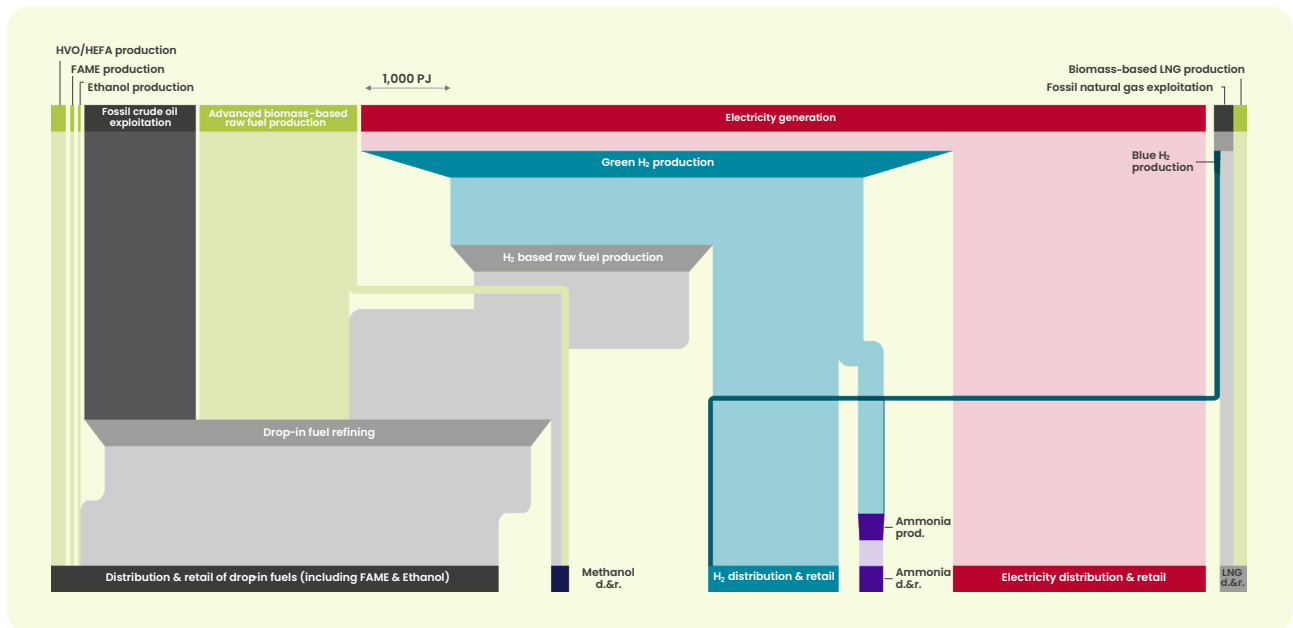 HVO/HEFA production
FAME production
Ethanol production
1,000 PJ
Biomass-based LNG production
Fossil natural gas exploitation
Fossil crude oil
exploitation
Advanced biomass-based
raw fuel production
Electricity generation
Green H₂ production
Blue H₂
production
H₂ based raw fuel production
Drop-in fuel refining
Ammonia
prod.
Distribution & retail of drop-in fuels (including FAME & Ethanol)
Methanol
d.&r.
H₂ distribution & retail
Ammonia
d.&r.
Electricity distribution & retail
LNG
d.&r.